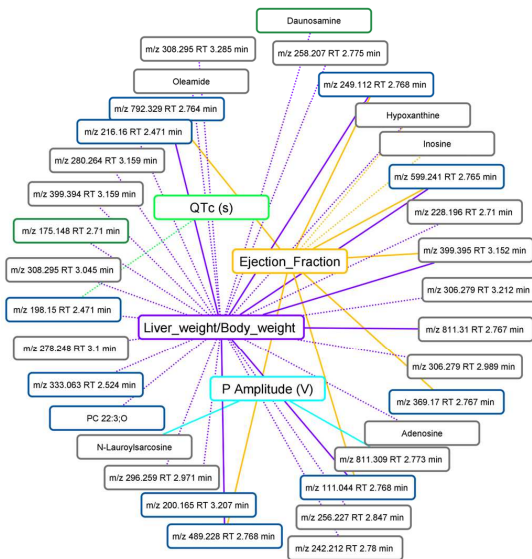 Daunosamine
m/z 308.295 RT 3.285 min
m/z 258.207 RT 2.775 min
Oleamide
m/z 249.112 RT 2.768 min
m/z 792.329 RT 2.764 min
Hypoxanthine
m/z 216.16 RT 2.471 min
Inosine
m/z 280.264 RT 3.159 min
m/z 599.241 RT 2.765 min
m/z 399.394 RT 3.159 min
QTc (s)
m/z 228.196 RT 2.71 min
m/z 175.148 RT 2.71 min
m/z 399.395 RT 3.152 min
Ejection_Fraction
m/z 308.295 RT 3.045 min
m/z 306.279 RT 3.212 min
m/z 198.15 RT 2.471 min
Liver_weight/Body_weight
m/z 811.31 RT 2.767 min
m/z 278.248 RT 3.1 min
m/z 306.279 RT 2.989 min
m/z 333.063 RT 2.524 min
P Amplitude (V)
m/z 369.17 RT 2.767 min
PC 22:3;O
Adenosine
N-Lauroylsarcosine
m/z 811.309 RT 2.773 min
m/z 296.259 RT 2.971 min
m/z 111.044 RT 2.768 min
m/z 200.165 RT 3.207 min
m/z 256.227 RT 2.847 min
m/z 489.228 RT 2.768 min
m/z 242.212 RT 2.78 min